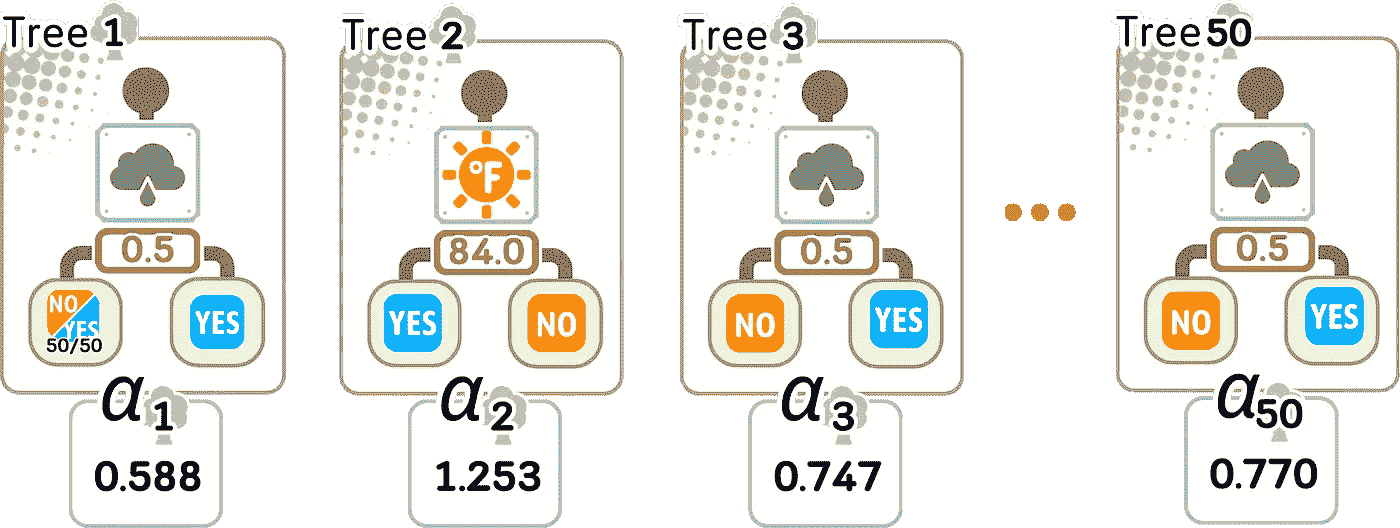 Tree 1
Tree 2
Tree 3
Tree 50
°F
0.5
84.0
0.5
0.5
NO
YES
50/50
YES
YES
NO
NO
YES
NO
YES
α1
α2
α3
α50
0.588
1.253
0.747
0.770